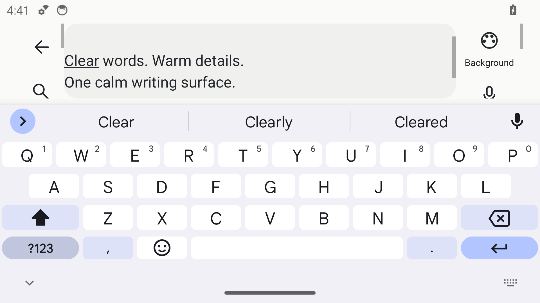 4:41
Clear words. Warm details.
One calm writing surface.
Background
Clear Clearly Cleared
Q 1 W 2 E 3 R 4 T 5 Y 6 U 7 I 8 O 9 P 0
A S D F G H J K L
Z X C V B N M
?123 , .